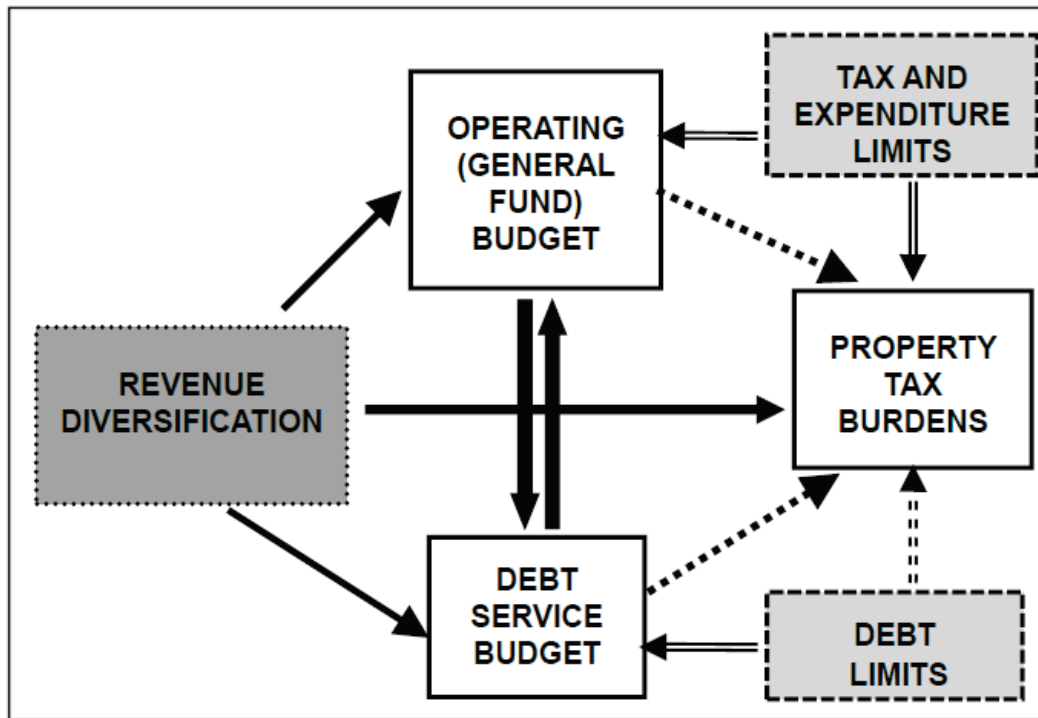 OPERATING
(GENERAL
FUND)
BUDGET
TAX AND
EXPENDITURE
LIMITS
REVENUE
DIVERSIFICATION
PROPERTY
TAX
BURDENS
DEBT
SERVICE
BUDGET
DEBT
LIMITS